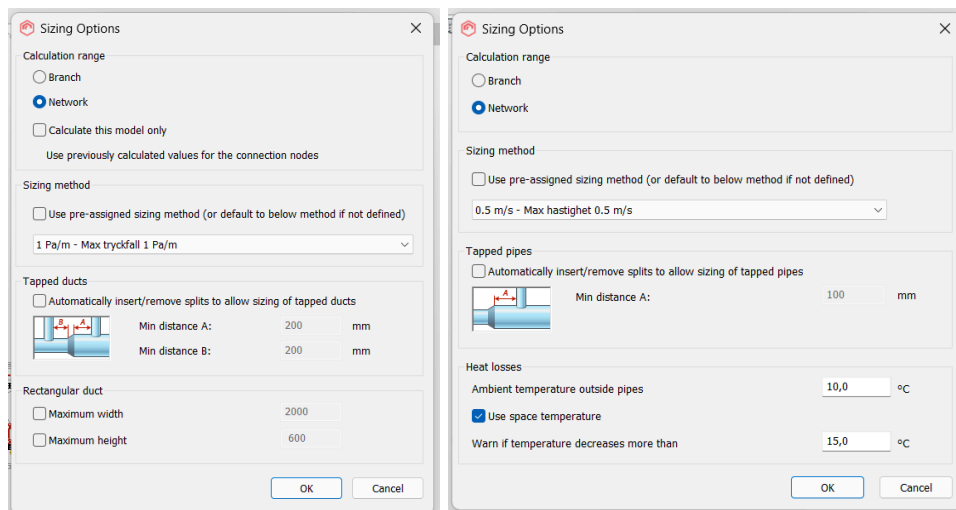 Sizing Options
Calculation range
Branch
Network
Calculate this model only
Use previously calculated values for the connection nodes
Sizing method
Use pre-assigned sizing method (or default to below method if not defined)
1 Pa/m - Max tryckfall 1 Pa/m
Tapped ducts
Automatically insert/remove splits to allow sizing of tapped ducts
B A
Min distance A: 200 mm
Min distance B: 200 mm
Rectangular duct
Maximum width 2000
Maximum height 600
OK Cancel
Sizing Options
Calculation range
Branch
Network
Sizing method
Use pre-assigned sizing method (or default to below method if not defined)
0.5 m/s - Max hastighet 0.5 m/s
Tapped pipes
Automatically insert/remove splits to allow sizing of tapped pipes
A
Min distance A: 100 mm
Heat losses
Ambient temperature outside pipes 10,0 °C
Use space temperature
Warn if temperature decreases more than 15,0 °C
OK Cancel